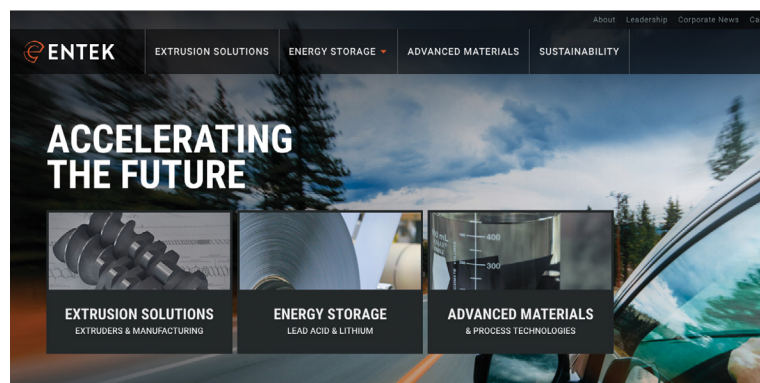 About Leadership Corporate News
ENTEK EXTRUSION SOLUTIONS ENERGY STORAGE ADVANCED MATERIALS SUSTAINABILITY
ACCELERATING
THE FUTURE
400
300
EXTRUSION SOLUTIONS
EXTRUDERS & MANUFACTURING
ENERGY STORAGE
LEAD ACID & LITHIUM
ADVANCED MATERIALS
& PROCESS TECHNOLOGIES